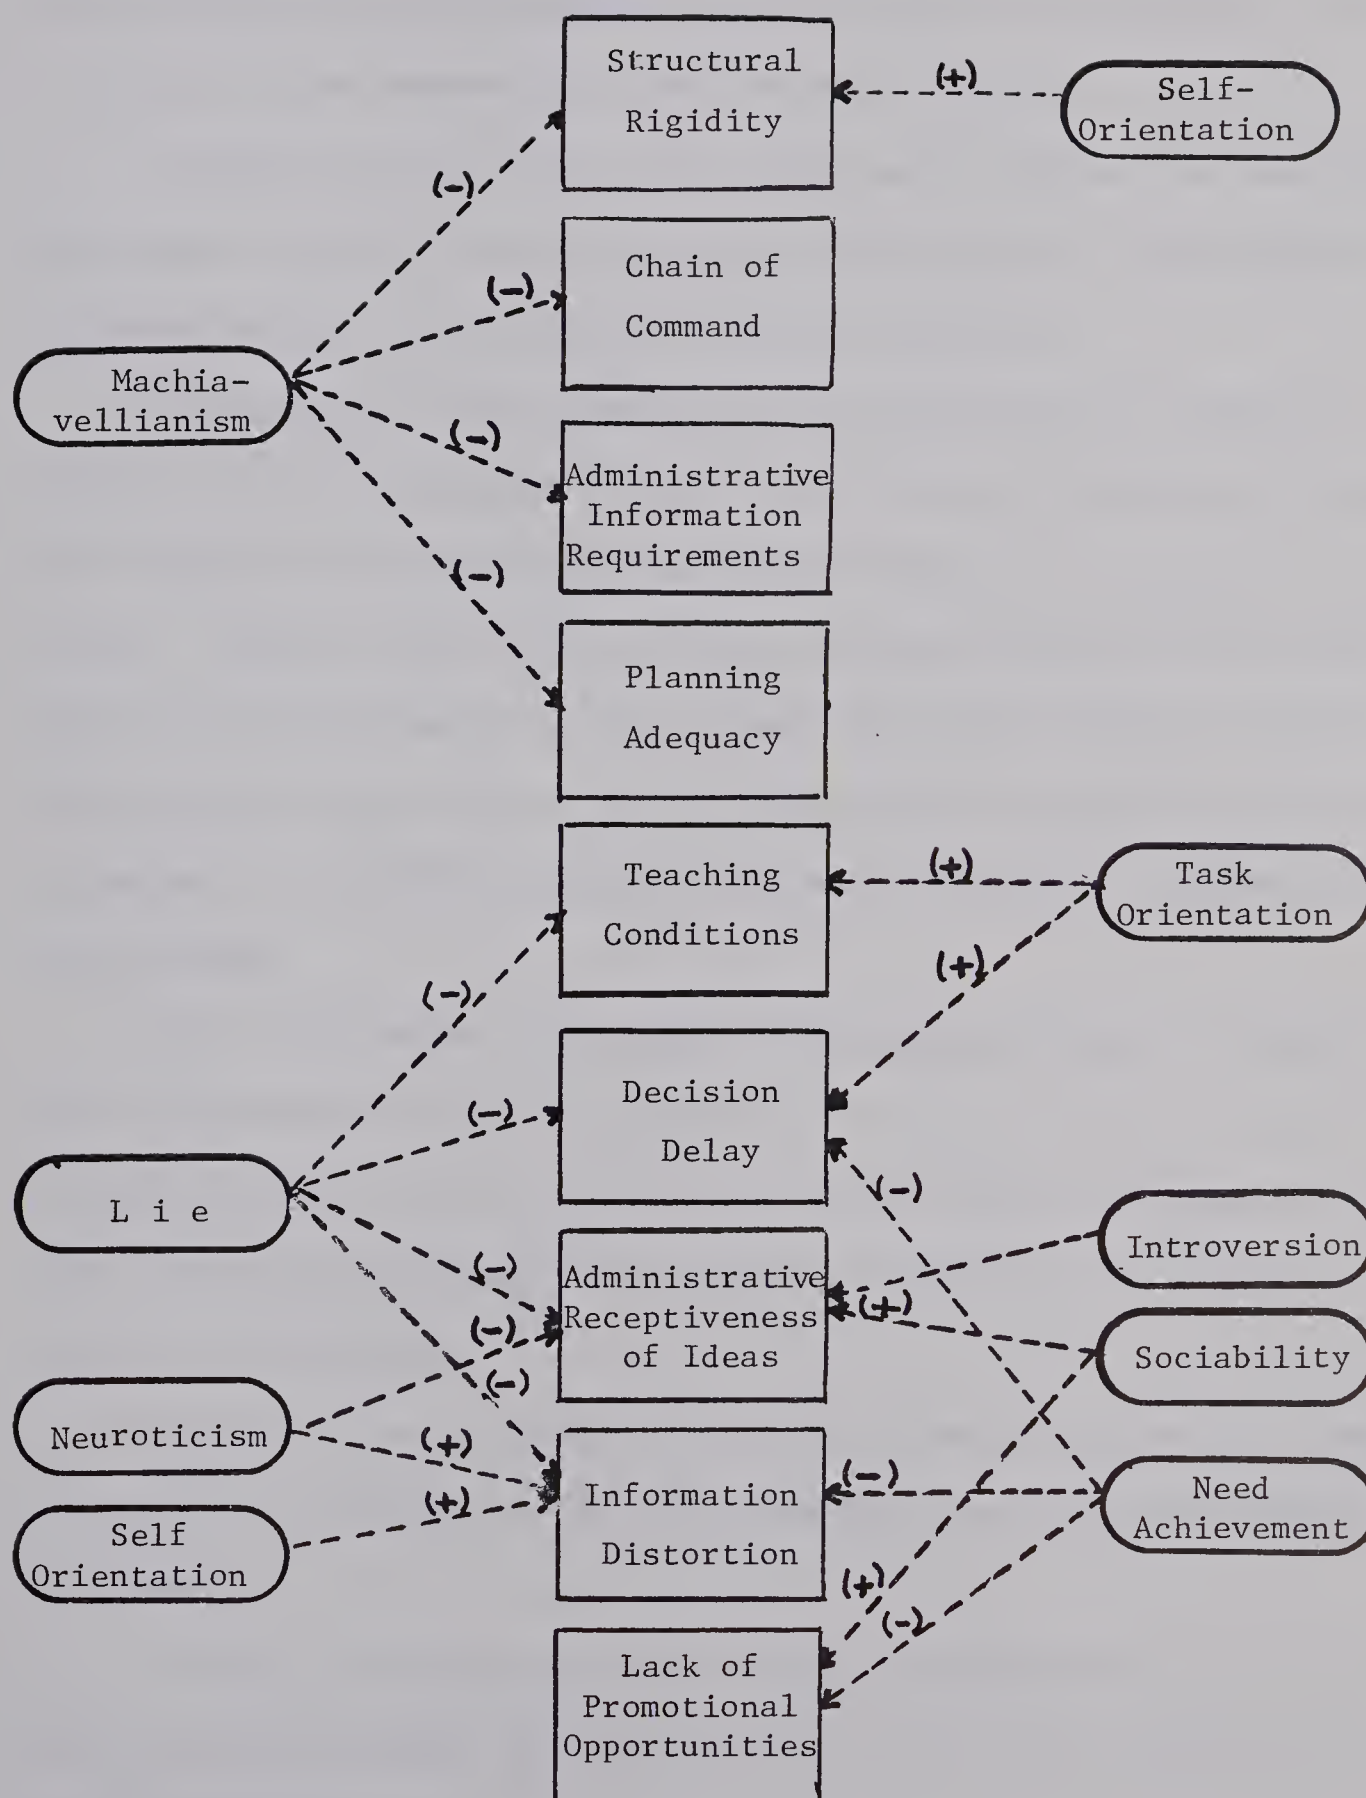 Structural
Rigidity
(+)
Self-
Orientation
(-)
Chain of
Command
(-)
Machia-
vellianism
(-)
Administrative
Information
Requirements
(-)
Planning
Adequacy
Teaching
Conditions
(+)
Task
Orientation
(+)
(-)
Decision
Delay
(-)
(-)
L i e
Introversion
(-)
Administrative
Receptiveness
of Ideas
(+)
(-)
Sociability
(-)
Neuroticism
(+)
(+)
Information
Distortion
(-)
Need
Achievement
Self
Orientation
(+)
(-)
Lack of
Promotional
Opportunities